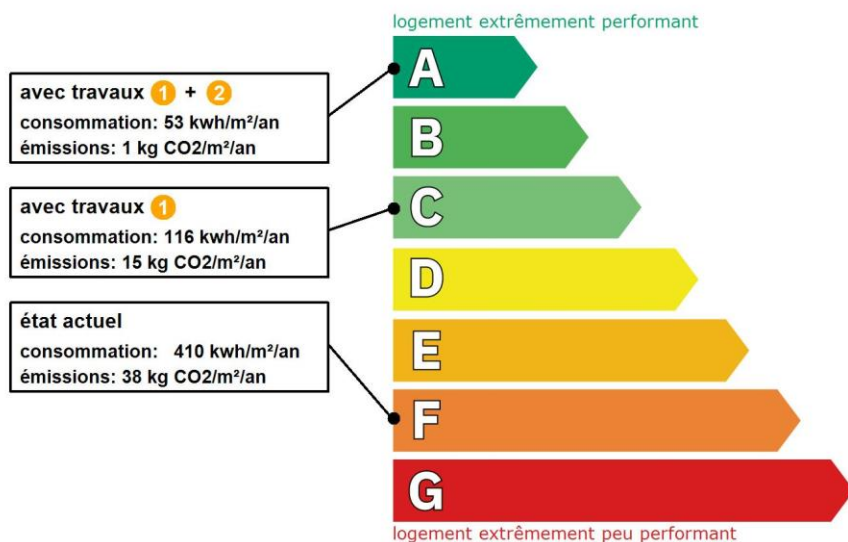 logement extrêmement performant
A
avec travaux 1 + 2
consommation: 53 kwh/m²/an
émissions: 1 kg CO2/m²/an
B
avec travaux 1
consommation: 116 kwh/m²/an
émissions: 15 kg CO2/m²/an
C
D
état actuel
consommation: 410 kwh/m²/an
émissions: 38 kg CO2/m²/an
E
F
G
logement extrêmement peu performant